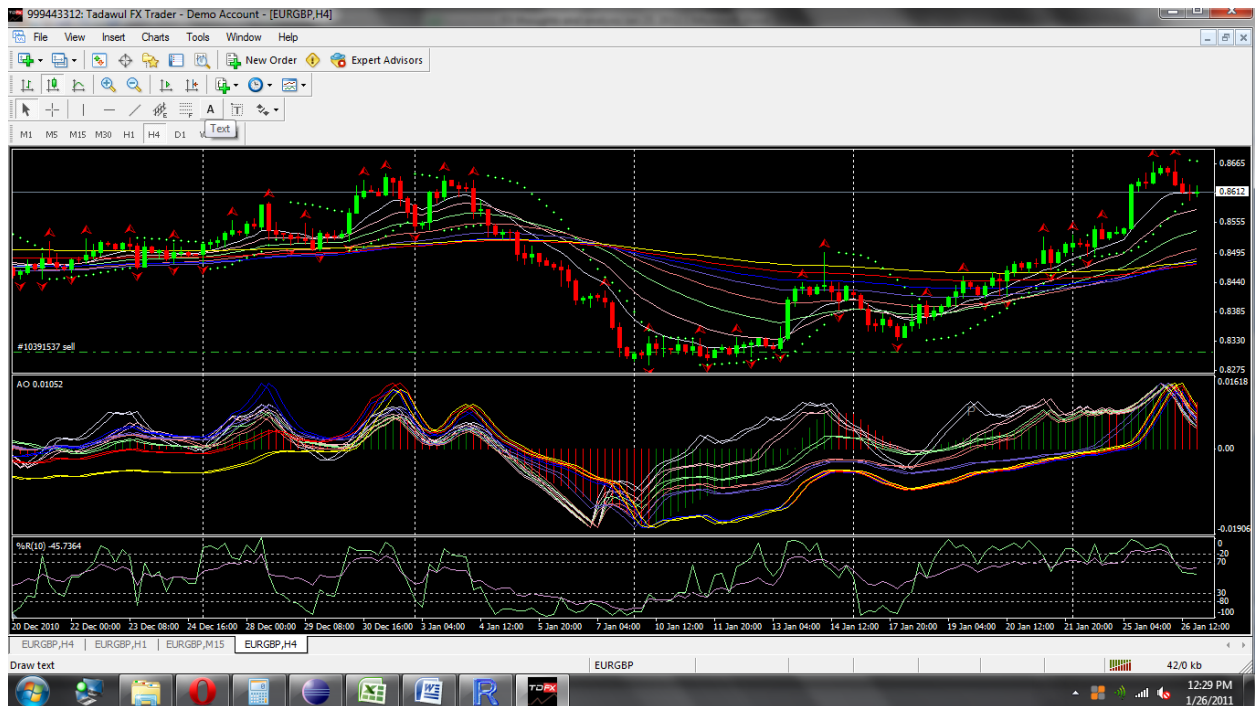 999443312: Tadawul FX Trader - Demo Account - [EURGBP,H4]
File View Insert Charts Tools Window Help
New Order Expert Advisors
A T
M1 M5 M15 M30 H1 H4 D1
Text
0.8665
0.8612
0.8555
0.8495
0.8440
0.8385
0.8330
0.8275
#10391537 sell
AO 0.01052
0.01618
0.00
-0.01906
%R(10) -45.7364
0
-20
70
30
-80
-100
20 Dec 2010 22 Dec 00:00 23 Dec 08:00 24 Dec 16:00 28 Dec 00:00 29 Dec 08:00 30 Dec 16:00 3 Jan 04:00 4 Jan 12:00 5 Jan 20:00 7 Jan 04:00 10 Jan 12:00 11 Jan 20:00 13 Jan 04:00 14 Jan 12:00 17 Jan 20:00 19 Jan 04:00 20 Jan 12:00 21 Jan 20:00 25 Jan 04:00 26 Jan 12:00
EURGBP,H4 EURGBP,H1 EURGBP,M15 EURGBP,H4
Draw text EURGBP 42/0 kb
R TDFX
12:29 PM
1/26/2011